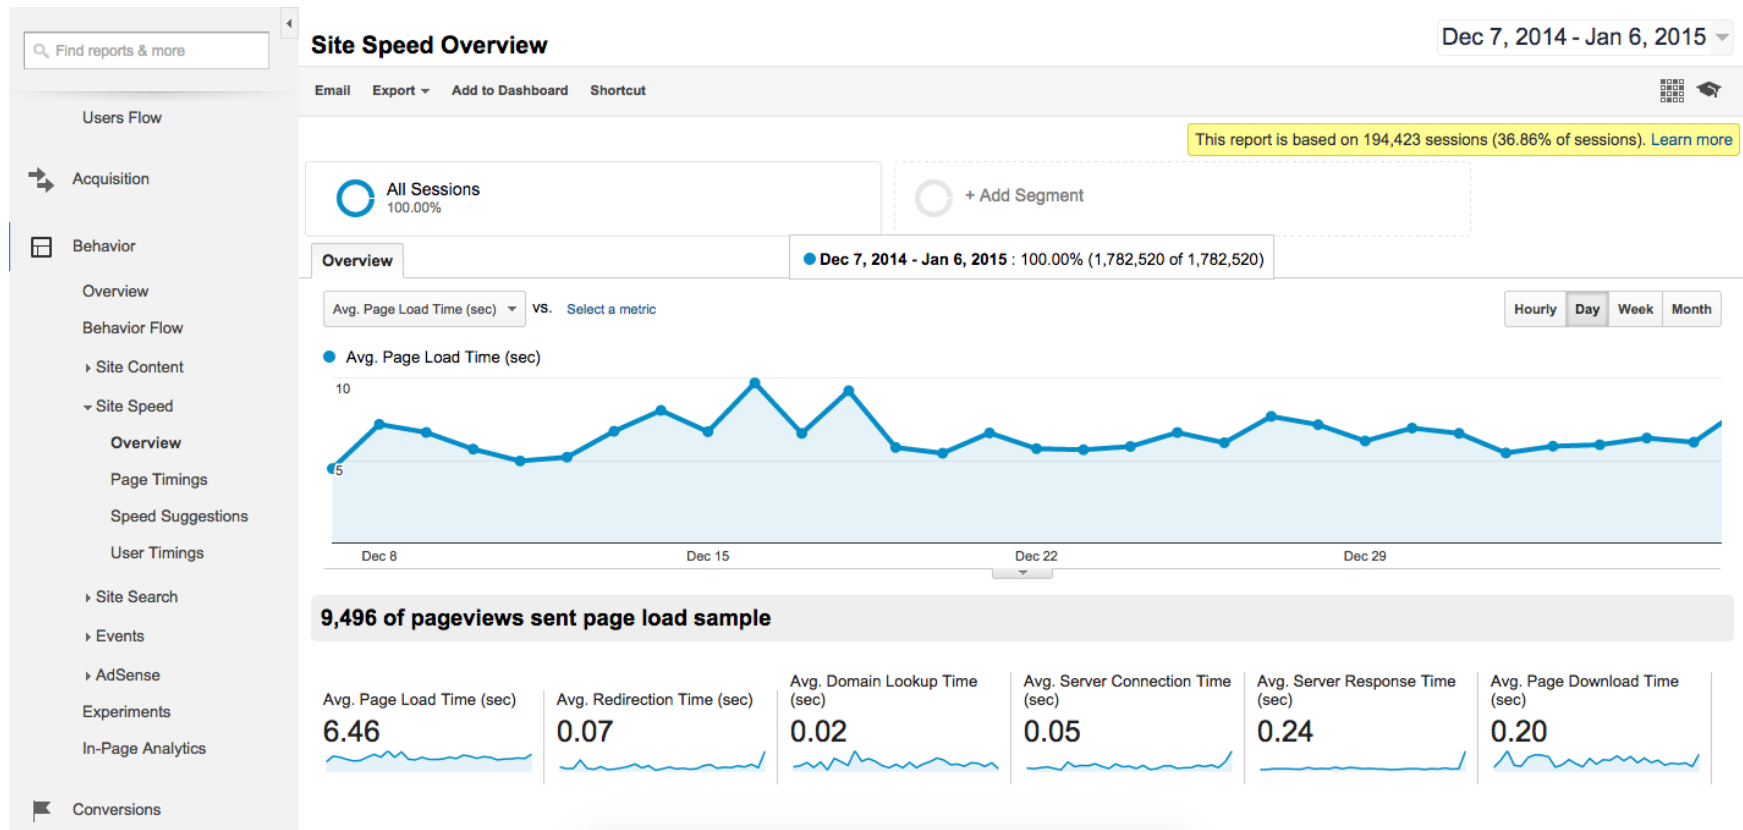 Find reports & more
Users Flow
Acquisition
Behavior
Overview
Behavior Flow
Site Content
Site Speed
Overview
Page Timings
Speed Suggestions
User Timings
Site Search
Events
AdSense
Experiments
In-Page Analytics
Conversions
Site Speed Overview
Dec 7, 2014 - Jan 6, 2015
Email Export Add to Dashboard Shortcut
This report is based on 194,423 sessions (36.86% of sessions). Learn more
All Sessions
100.00%
+ Add Segment
Overview
Dec 7, 2014 - Jan 6, 2015 : 100.00% (1,782,520 of 1,782,520)
Avg. Page Load Time (sec) VS. Select a metric
Hourly Day Week Month
Avg. Page Load Time (sec)
10
5
Dec 8 Dec 15 Dec 22 Dec 29
9,496 of pageviews sent page load sample
Avg. Page Load Time (sec)
6.46
Avg. Redirection Time (sec)
0.07
Avg. Domain Lookup Time
(sec)
0.02
Avg. Server Connection Time
(sec)
0.05
Avg. Server Response Time
(sec)
0.24
Avg. Page Download Time
(sec)
0.20